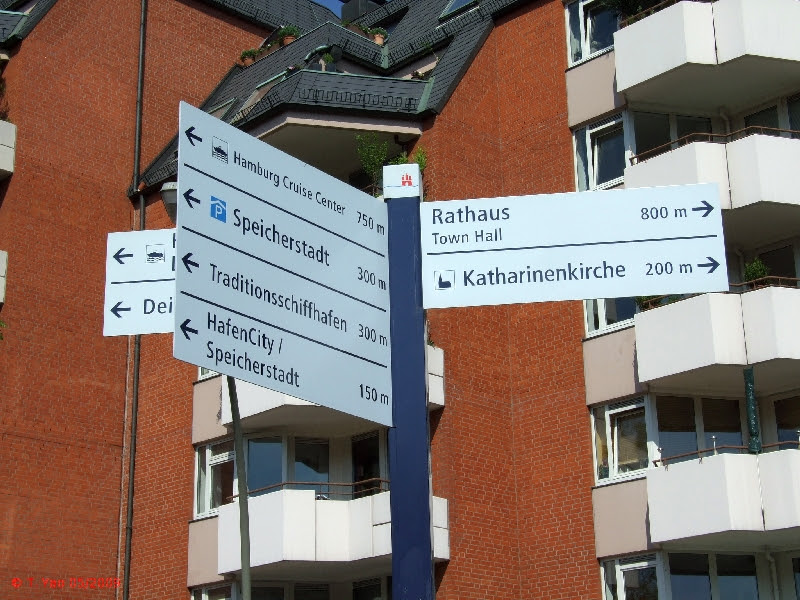 Hamburg Cruise Center 750 m
P Speicherstadt 300 m
Traditionsschiffhafen 300 m
HafenCity /
Speicherstadt 150 m
Rathaus 800 m
Town Hall
Katharinenkirche 200 m
Dei